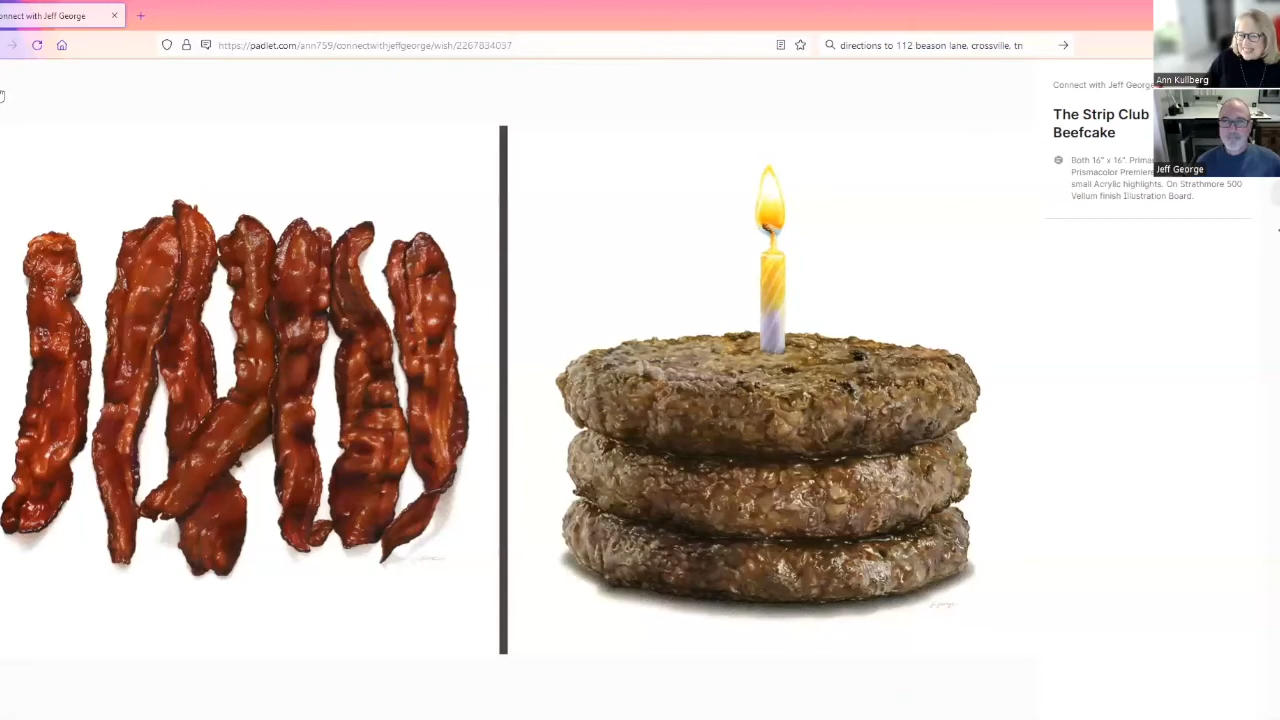 onnect with Jeff George
https://padlet.com/ann759/connectwithjeffgeorge/wish/2267834037
directions to 112 beason lane, crossville, tn
Ann Kullberg
Connect with Jeff George
The Strip Club
Beefcake
Jeff George
Both 16" x 16".
Prismacolor Premier
small Acrylic highlights. On Strathmore 500
Vellum finish Illustration Board.